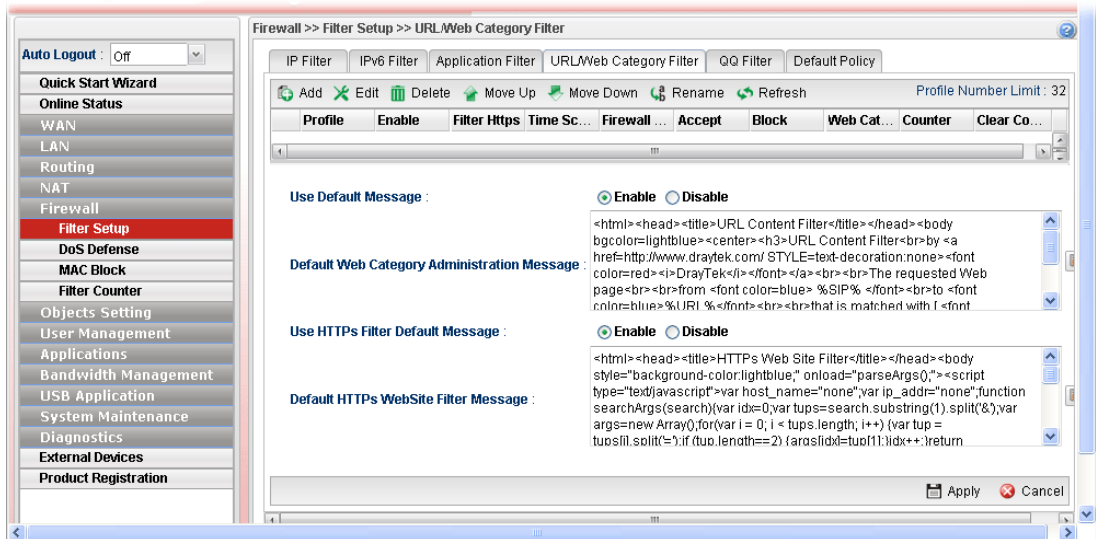 Firewall >> Filter Setup >> URL/Web Category Filter
Auto Logout : Off
Quick Start Wizard
Online Status
WAN
LAN
Routing
NAT
Firewall
Filter Setup
DoS Defense
MAC Block
Filter Counter
Objects Setting
User Management
Applications
Bandwidth Management
USB Application
System Maintenance
Diagnostics
External Devices
Product Registration
IP Filter IPv6 Filter Application Filter URL/Web Category Filter QQ Filter Default Policy
Add Edit Delete Move Up Move Down Rename Refresh Profile Number Limit : 32
Profile Enable Filter Https Time Sc... Firewall ... Accept Block Web Cat... Counter Clear Co...
Use Default Message : Enable Disable
Default Web Category Administration Message :
<html><head><title>URL Content Filter</title></head><body
bgcolor=lightblue><center><h3>URL Content Filter<br>by <a
href=http://www.draytek.com/ STYLE=text-decoration:none><font
color=red><i>DrayTek</i></font></a><br><br>The requested Web
page<br><br>from <font color=blue> %SIP% </font><br>to <font
color=blue>%URL%</font><br><br>that is matched with [ <font
Use HTTPs Filter Default Message : Enable Disable
Default HTTPs WebSite Filter Message :
<html><head><title>HTTPs Web Site Filter</title></head><body
style="background-color:lightblue;" onload="parseArgs();"><script
type="text/javascript">var host_name="none";var ip_addr="none";function
searchArgs(search){var idx=0;var tups=search.substring(1).split('&');var
args=new Array();for(var i = 0; i < tups.length; i++) {var tup =
tups[i].split('=');if (tup.length==2) {args[idx]=tup[1];}idx++;}return
Apply Cancel